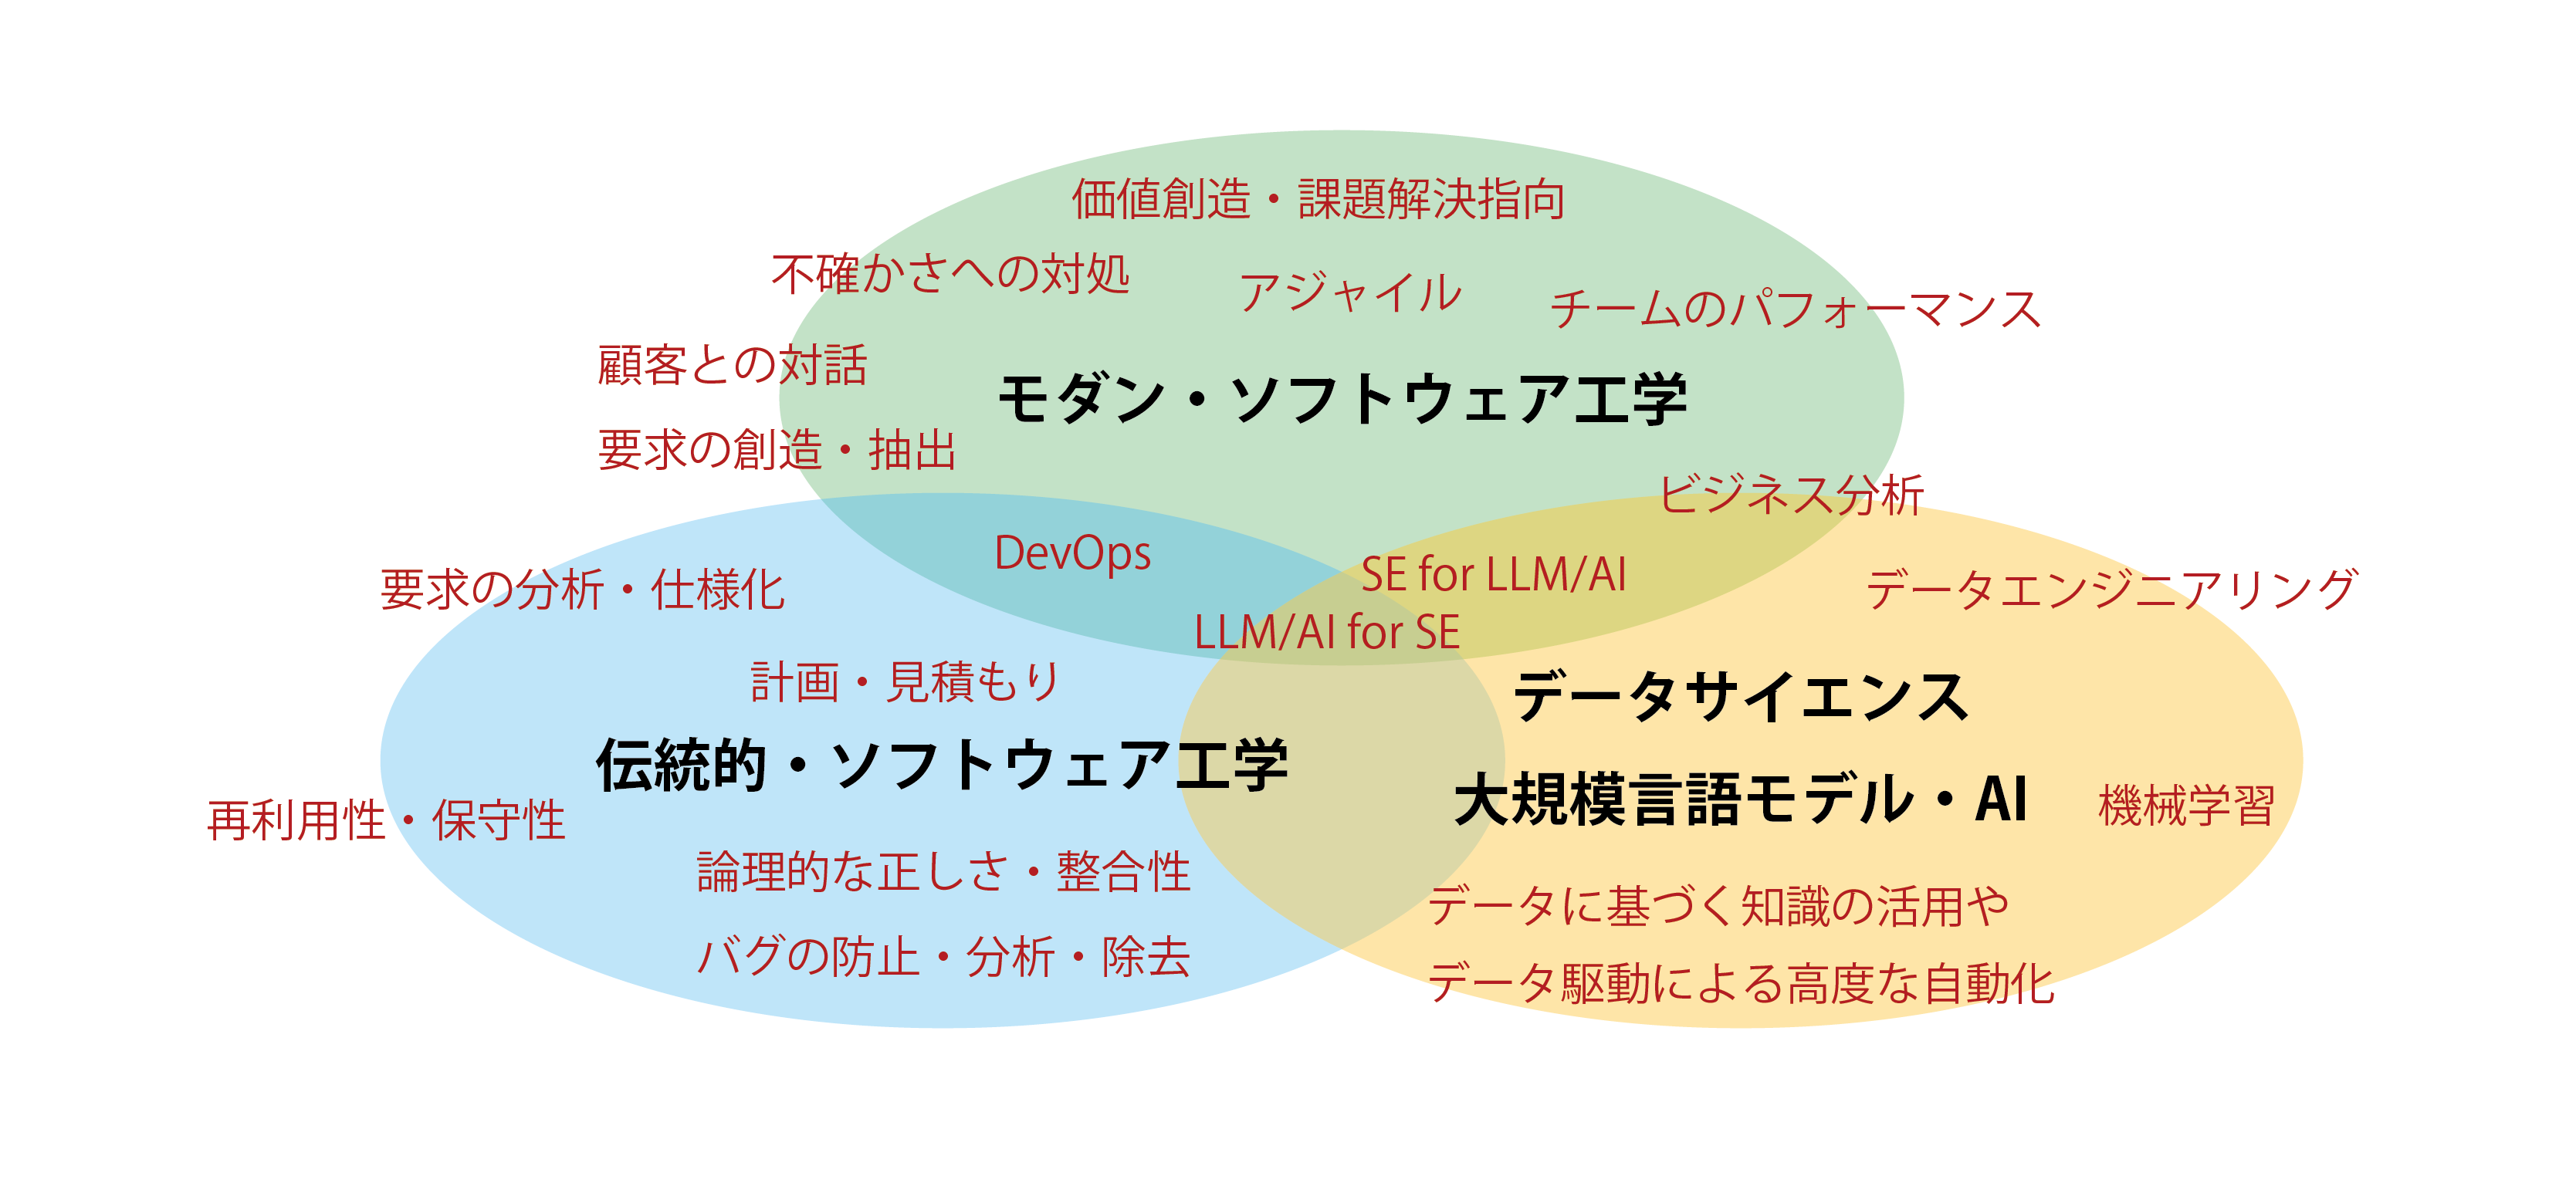 価値創造・課題解決指向
不確かさへの対処
アジャイル
チームのパフォーマンス
顧客との対話
モダン・ソフトウェア工学
要求の創造・抽出
ビジネス分析
DevOps
SE for LLM/AI
要求の分析・仕様化
データエンジニアリング
LLM/AI for SE
計画・見積もり
データサイエンス
伝統的・ソフトウェア工学
大規模言語モデル・AI
再利用性・保守性
機械学習
論理的な正しさ・整合性
データに基づく知識の活用や
バグの防止・分析・除去
データ駆動による高度な自動化